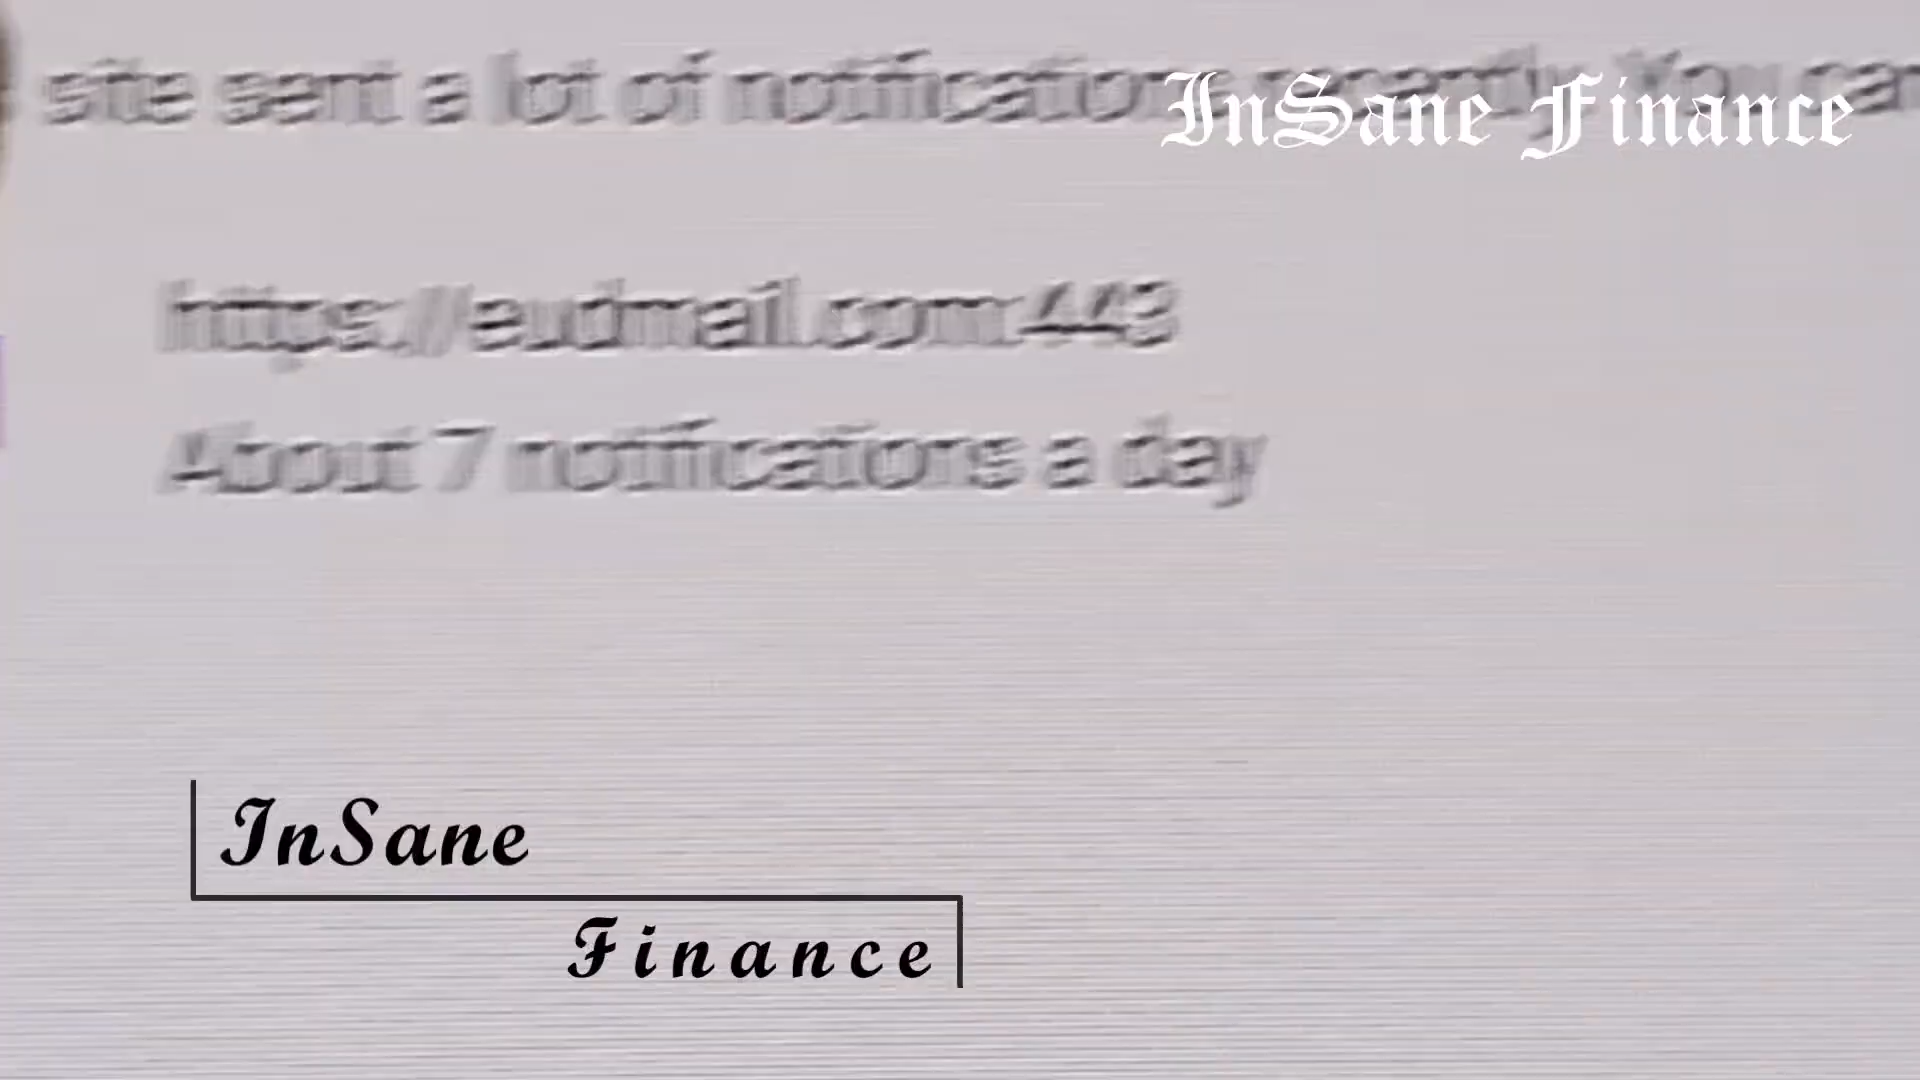 site sent a lot of notifications recently. You can
InSane Finance
https://eudmail.com:443
About 7 notifications a day
InSane
Finance